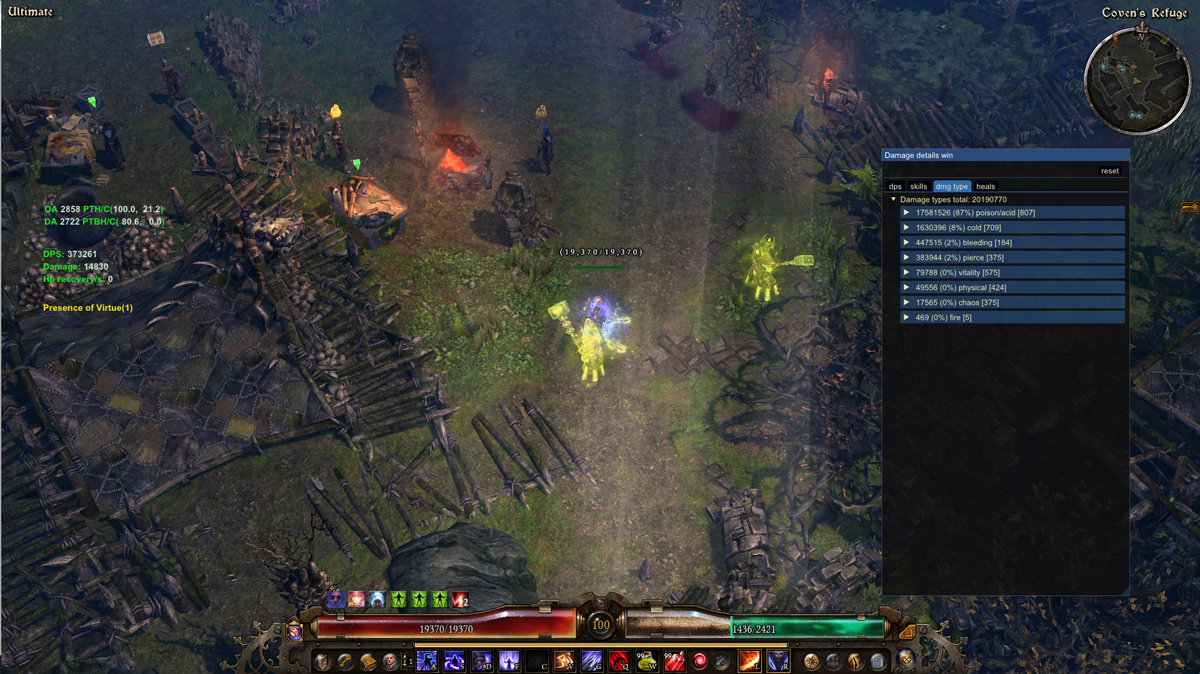 Ultimate
Coven's Refuge
N
Damage details win
reset
dps skills dmg type heals
Damage types total: 20190770
17581526 (87%) poison/acid [807]
1630396 (8%) cold [709]
447515 (2%) bleeding [184]
383944 (2%) pierce [375]
79788 (0%) vitality [575]
49556 (0%) physical [424]
17565 (0%) chaos [375]
469 (0%) fire [5]
OA 2858 PTH/C(100.0, 21.2)
DA 2722 PTBH/C( 80.6, 0.0)
DPS: 373261
Damage: 14830
Hp recovery/s: 0
Presence of Virtue(1)
(19,370/19,370)
2
19370/19370
100
1436/2421
A S D C G Q W L R
99 99